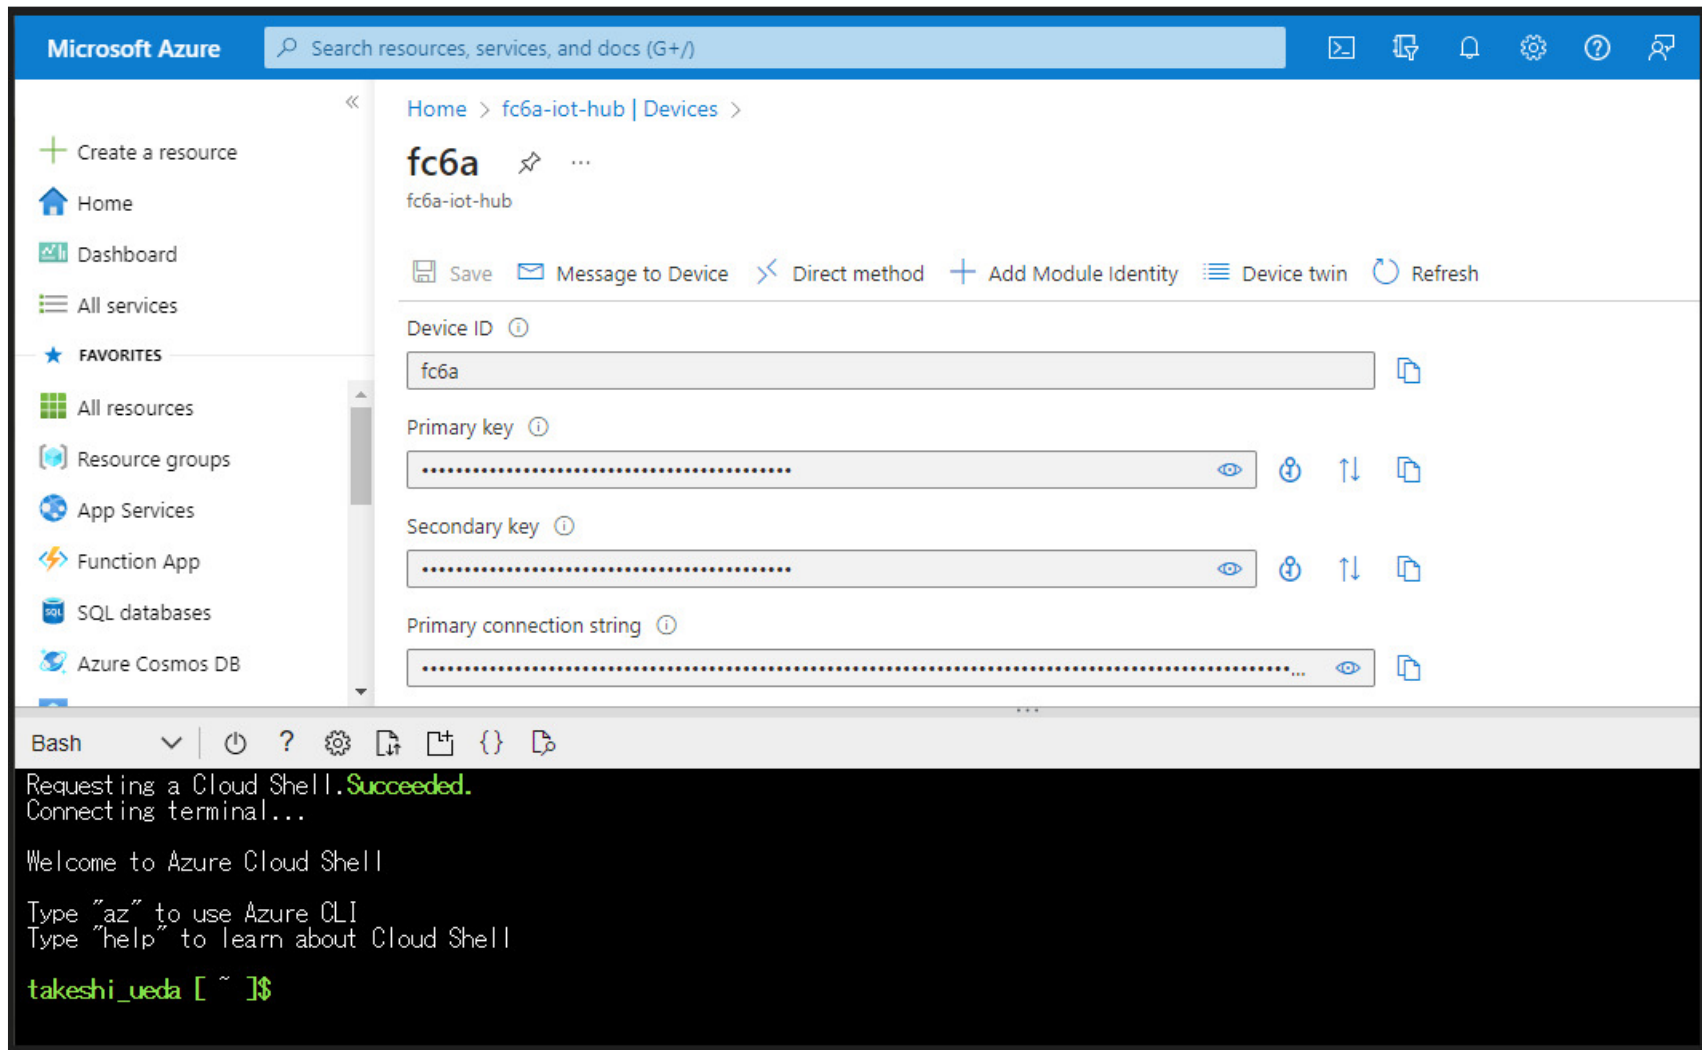 Microsoft Azure
Search resources, services, and docs (G+/)
Create a resource
Home
Dashboard
All services
FAVORITES
All resources
Resource groups
App Services
Function App
SQL databases
Azure Cosmos DB
Home > fc6a-iot-hub | Devices >
fc6a
fc6a-iot-hub
Save Message to Device Direct method Add Module Identity Device twin Refresh
Device ID
fc6a
Primary key
•••••••••••••••••••••••••••••••••••••••••••
Secondary key
•••••••••••••••••••••••••••••••••••••••••••
Primary connection string
•••••••••••••••••••••••••••••••••••••••••••••••••••••••••••••••••••••••••••••••••••••••••••••••••••••...
Bash
Requesting a Cloud Shell.Succeeded.
Connecting terminal...
Welcome to Azure Cloud Shell
Type "az" to use Azure CLI
Type "help" to learn about Cloud Shell
takeshi_ueda [ ~ ]$